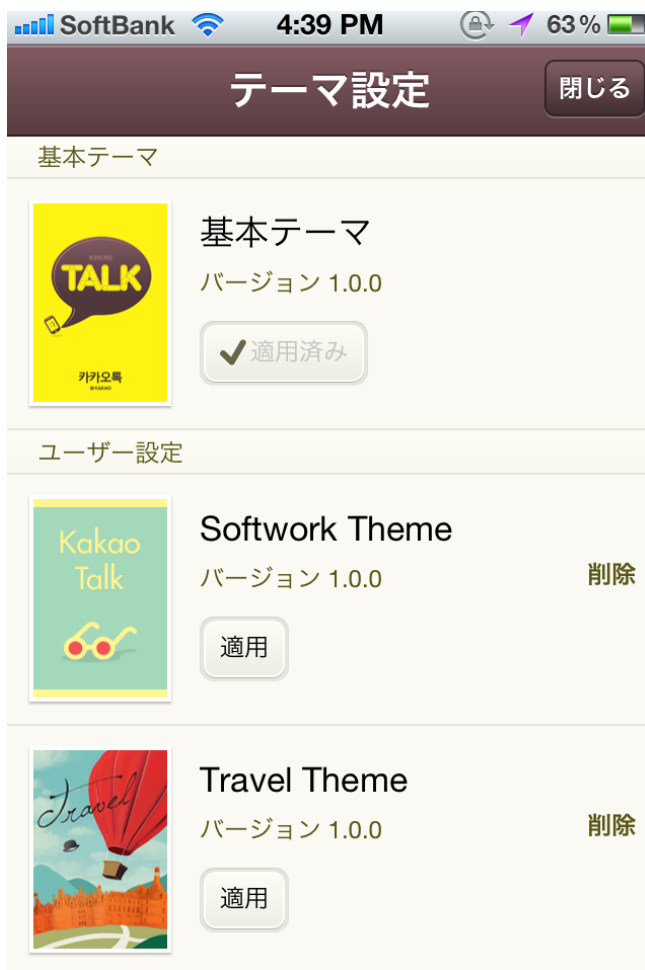 SoftBank 4:39 PM 63%
テーマ設定 閉じる
基本テーマ
KAKAO
TALK
카카오톡
基本テーマ
バージョン 1.0.0
適用済み
ユーザー設定
Kakao
Talk
Softwork Theme
バージョン 1.0.0
削除
適用
Travel
Travel Theme
バージョン 1.0.0
削除
適用